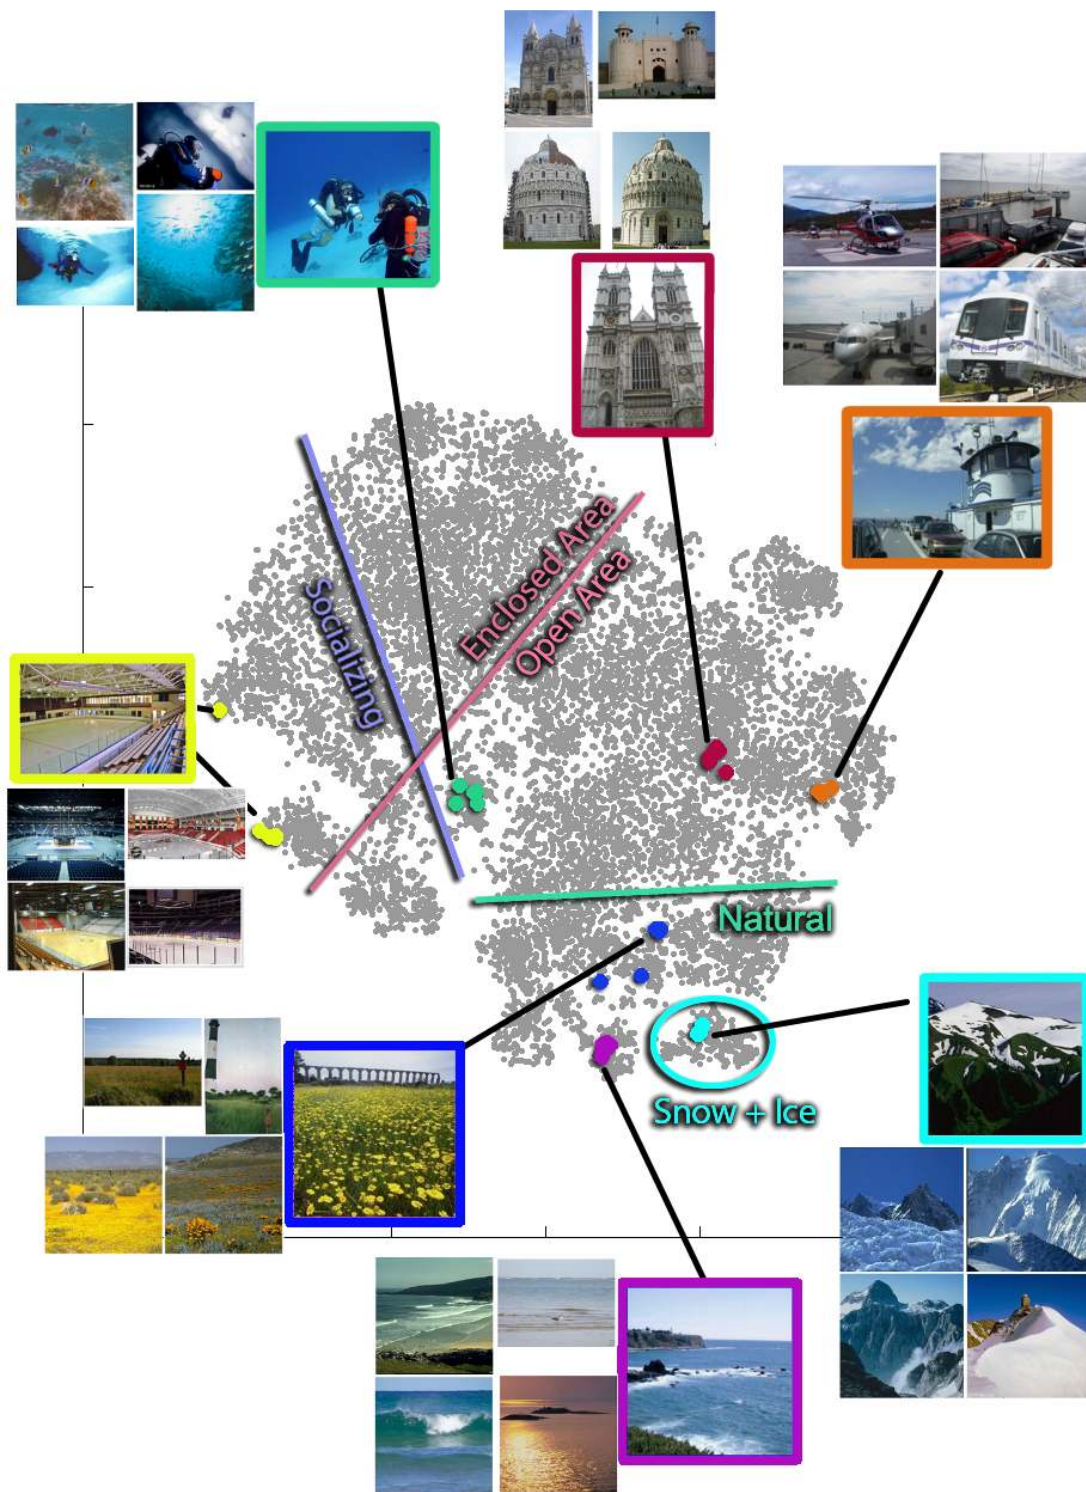 Enclosed Area
Open Area
Socializing
Natural
Snow + Ice